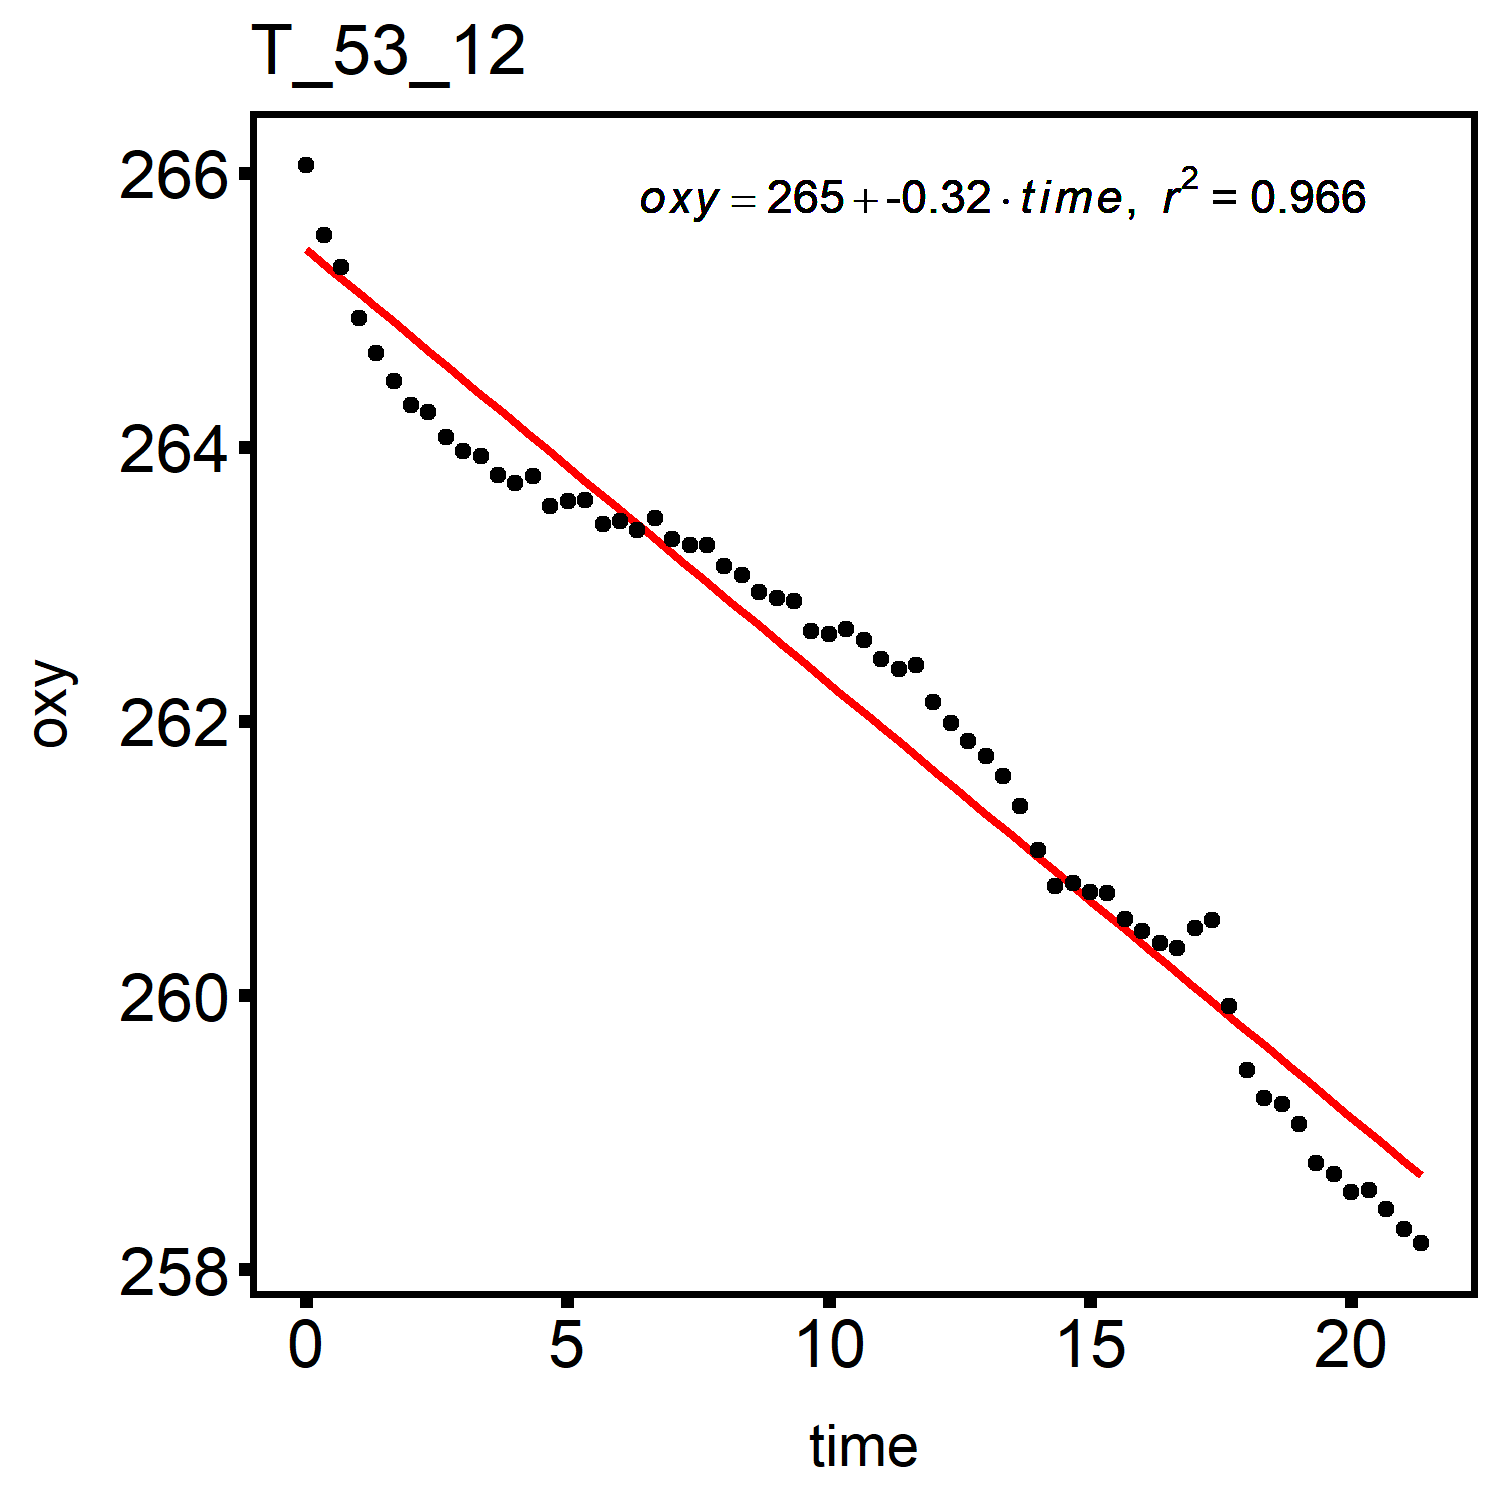 T_53_12
oxy = 265 + -0.32 · time, r² = 0.966
266
264
262
260
258
oxy
0 5 10 15 20
time